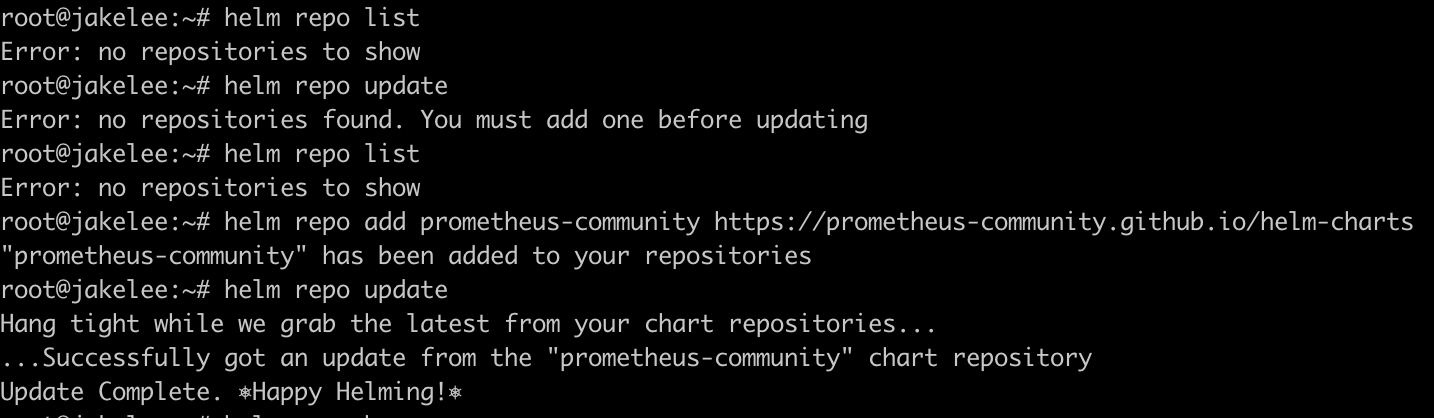 root@jakelee:~# helm repo list
Error: no repositories to show
root@jakelee:~# helm repo update
Error: no repositories found. You must add one before updating
root@jakelee:~# helm repo list
Error: no repositories to show
root@jakelee:~# helm repo add prometheus-community https://prometheus-community.github.io/helm-charts
"prometheus-community" has been added to your repositories
root@jakelee:~# helm repo update
Hang tight while we grab the latest from your chart repositories...
...Successfully got an update from the "prometheus-community" chart repository
Update Complete. ⎈Happy Helming!⎈